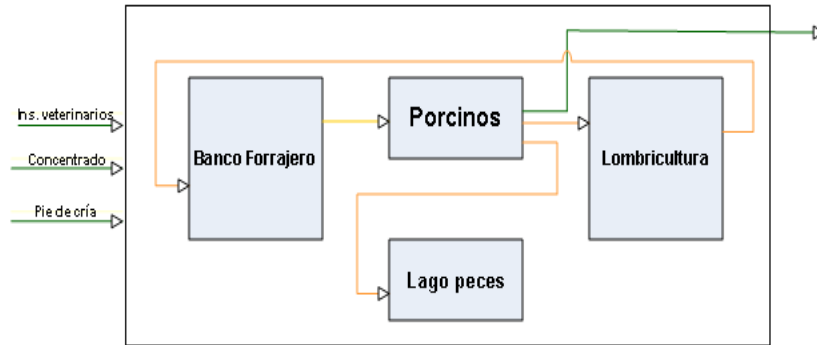 Ins. veterinarios
Concentrado
Pie de cría
Banco Forrajero
Porcinos
Lombricultura
Lago peces